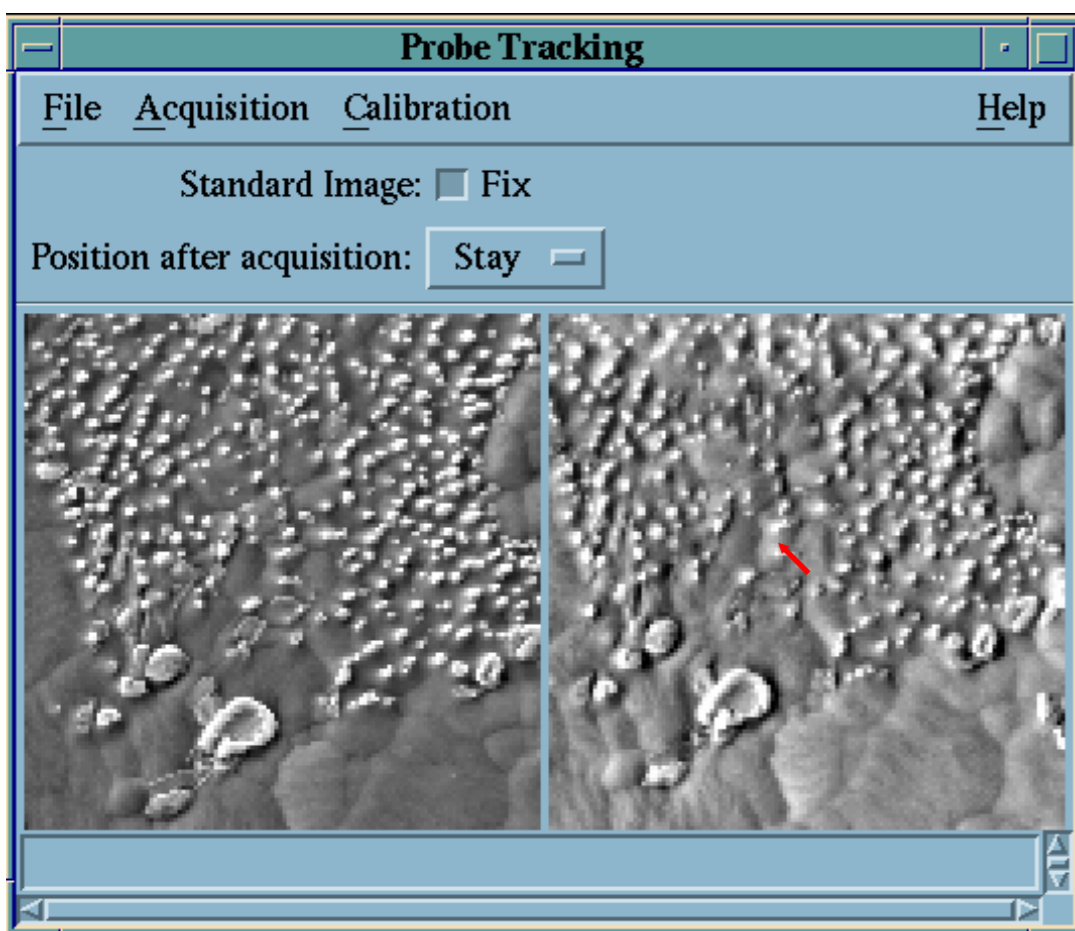 Probe Tracking
File Acquisition Calibration Help
Standard Image: Fix
Position after acquisition: Stay